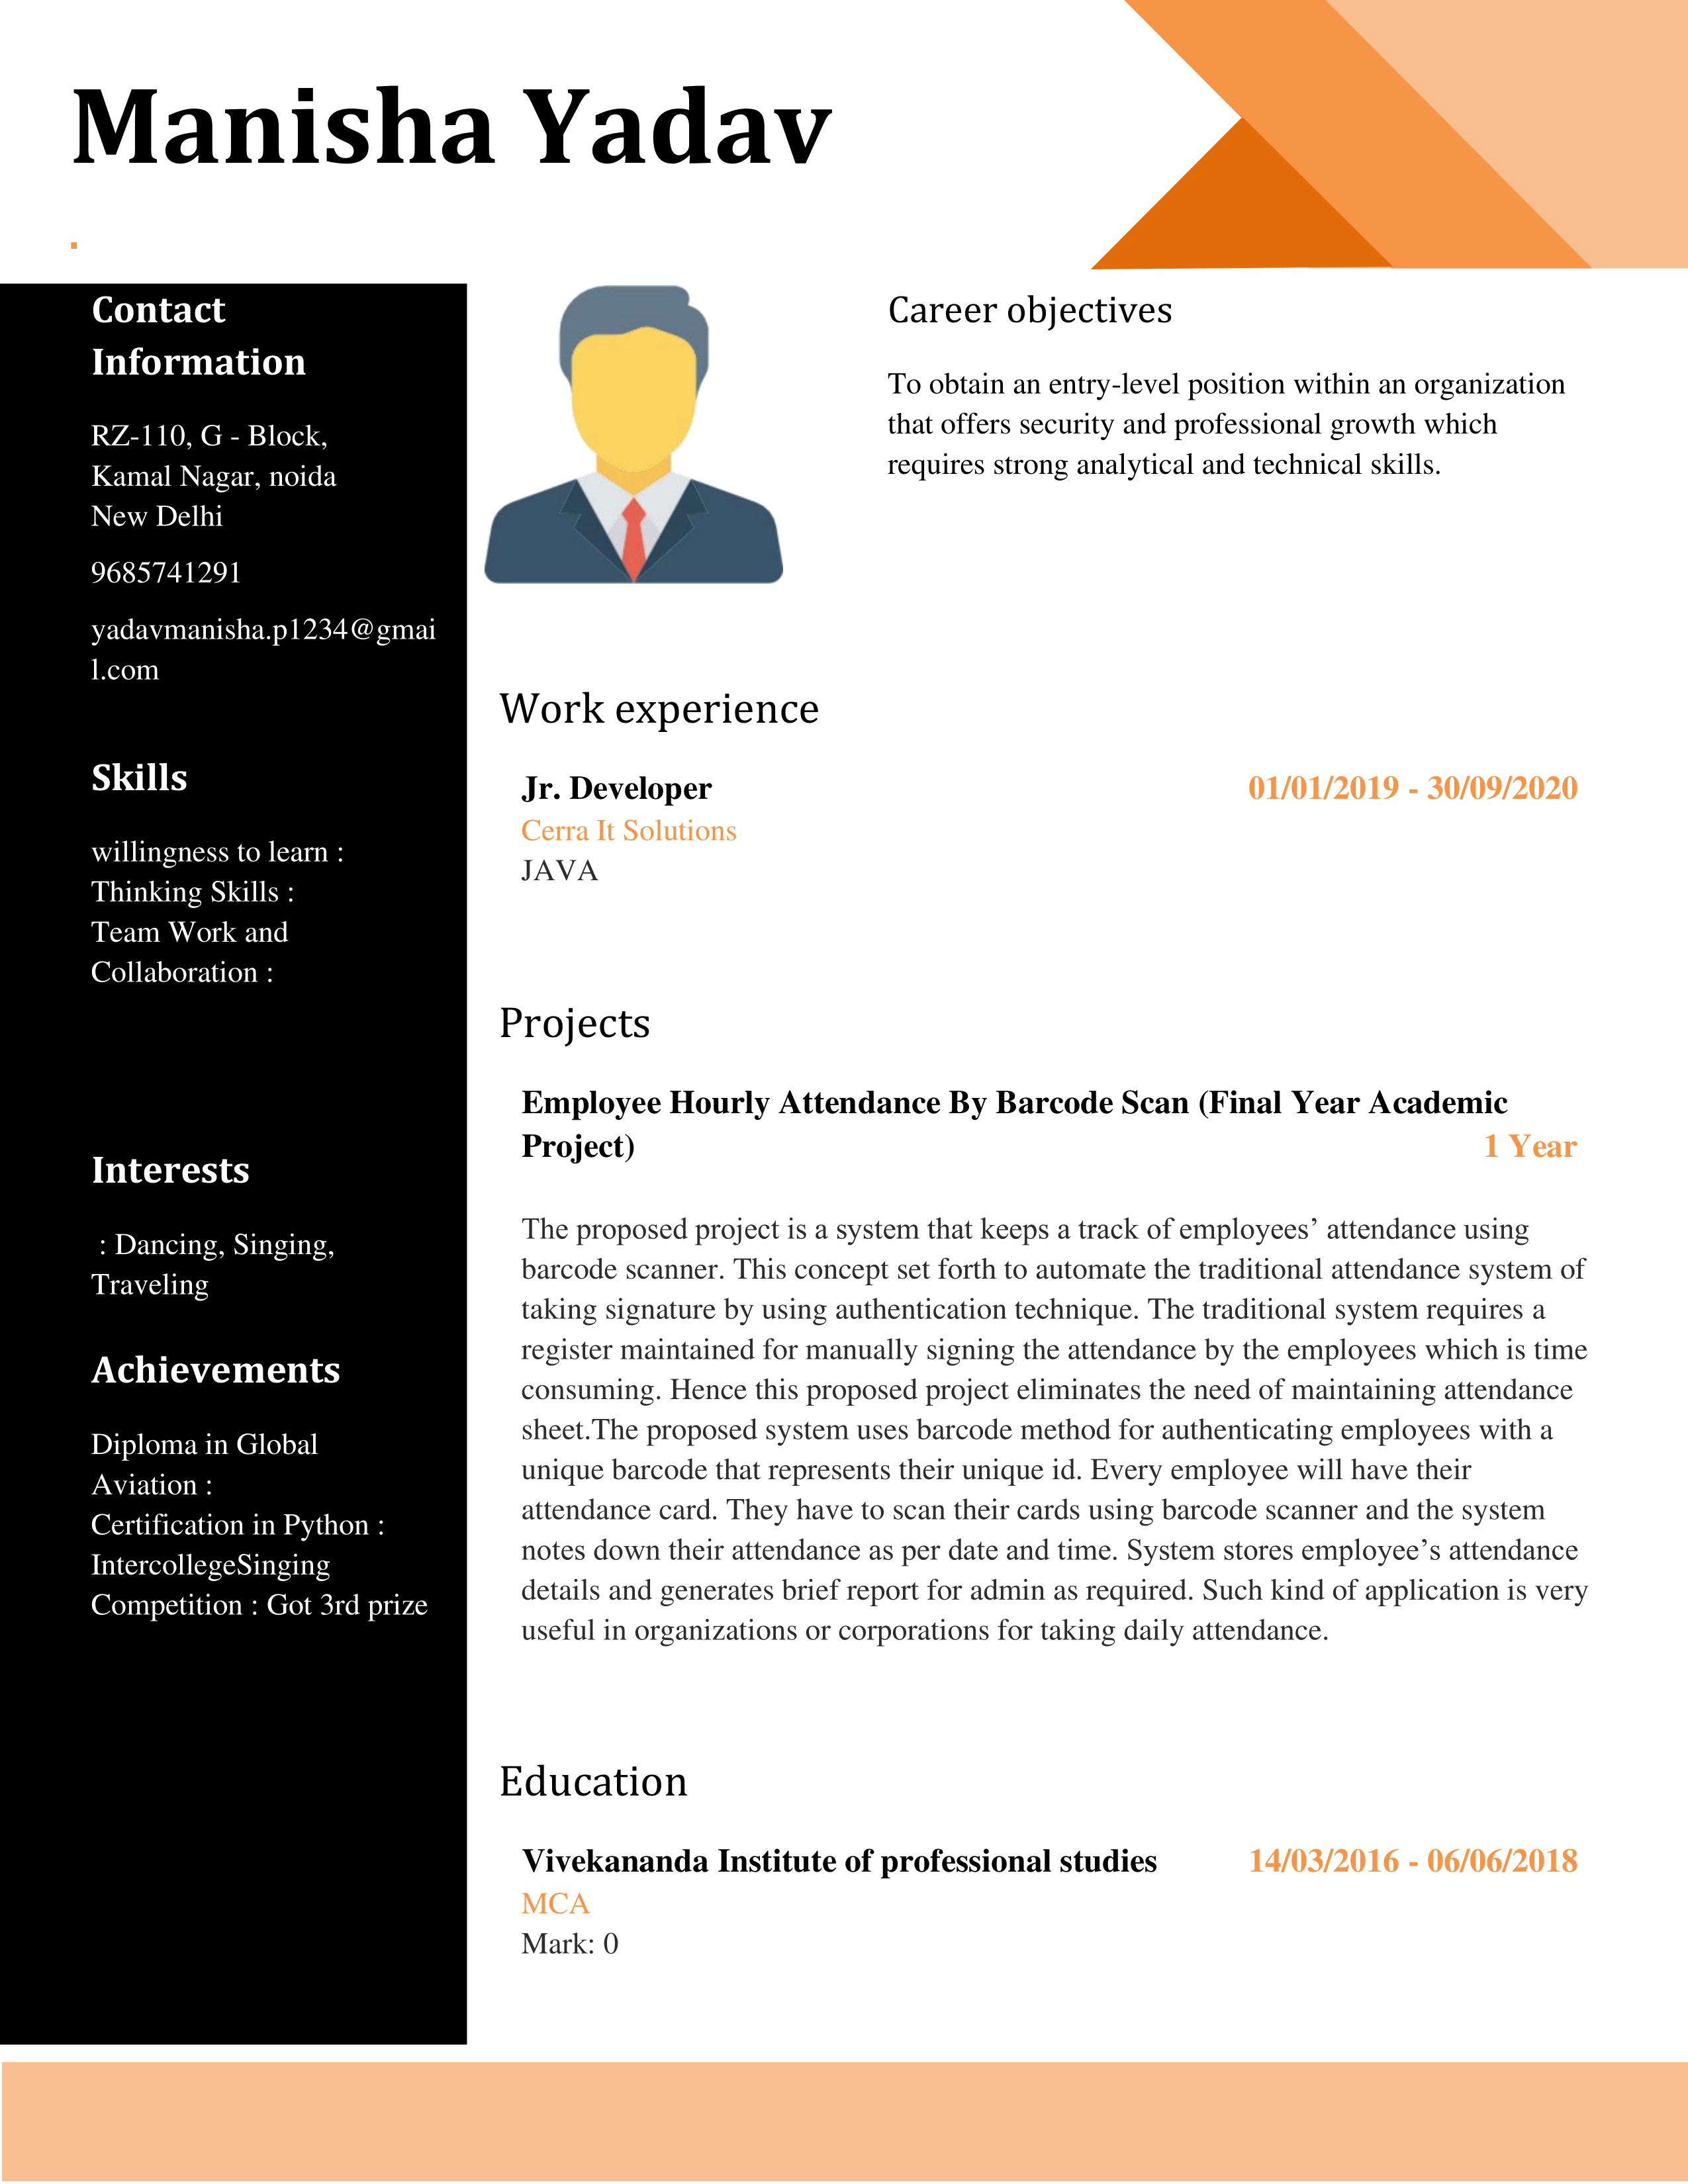 Manisha Yadav
.
Contact
Information
RZ-110, G - Block,
Kamal Nagar, noida
New Delhi
9685741291
yadavmanisha.p1234@gmai
l.com
Skills
willingness to learn :
Thinking Skills :
Team Work and
Collaboration :
Interests
: Dancing, Singing,
Traveling
Achievements
Diploma in Global
Aviation :
Certification in Python :
IntercollegeSinging
Competition : Got 3rd prize
Career objectives
To obtain an entry-level position within an organization
that offers security and professional growth which
requires strong analytical and technical skills.
Work experience
Jr. Developer 01/01/2019 - 30/09/2020
Cerra It Solutions
JAVA
Projects
Employee Hourly Attendance By Barcode Scan (Final Year Academic
Project) 1 Year
The proposed project is a system that keeps a track of employees’ attendance using
barcode scanner. This concept set forth to automate the traditional attendance system of
taking signature by using authentication technique. The traditional system requires a
register maintained for manually signing the attendance by the employees which is time
consuming. Hence this proposed project eliminates the need of maintaining attendance
sheet.The proposed system uses barcode method for authenticating employees with a
unique barcode that represents their unique id. Every employee will have their
attendance card. They have to scan their cards using barcode scanner and the system
notes down their attendance as per date and time. System stores employee’s attendance
details and generates brief report for admin as required. Such kind of application is very
useful in organizations or corporations for taking daily attendance.
Education
Vivekananda Institute of professional studies 14/03/2016 - 06/06/2018
MCA
Mark: 0